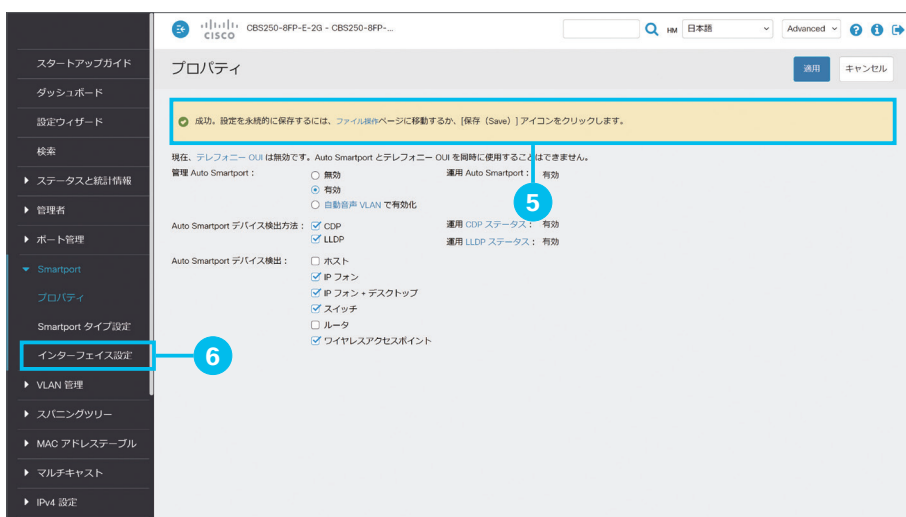 CISCO
CBS250-8FP-E-2G - CBS250-8FP-...
HM
日本語
Advanced
スタートアップガイド
ダッシュボード
設定ウィザード
検索
ステータスと統計情報
管理者
ポート管理
Smartport
プロパティ
Smartport タイプ設定
インターフェイス設定
VLAN 管理
スパニングツリー
MAC アドレステーブル
マルチキャスト
IPv4 設定
プロパティ
適用
キャンセル
成功。設定を永続的に保存するには、ファイル操作ページに移動するか、[保存（Save）] アイコンをクリックします。
5
現在、テレフォニー OUI は無効です。Auto Smartport とテレフォニー OUI を同時に使用することはできません。
管理 Auto Smartport：
無効
有効
自動音声 VLAN で有効化
運用 Auto Smartport： 有効
Auto Smartport デバイス検出方法：
CDP
LLDP
運用 CDP ステータス： 有効
運用 LLDP ステータス： 有効
Auto Smartport デバイス検出：
ホスト
IP フォン
IP フォン + デスクトップ
スイッチ
ルータ
ワイヤレスアクセスポイント
6